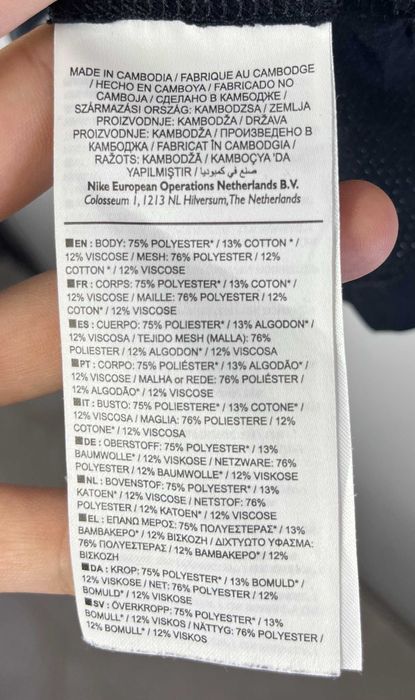 MADE IN CAMBODIA / FABRIQUE AU CAMBODGE
/ HECHO EN CAMBOYA / FABRICADO NO
CAMBOJA / СДЕЛАНО В КАМБОДЖЕ /
SZÁRMAZÁSI ORSZÁG: KAMBODZSA / ZEMLJA
PROIZVODNJE: KAMBODŽA / DRŽAVA
PROIZVODNJE: KAMBODŽA / ПРОИЗВЕДЕНО В
КАМБОДЖА / FABRICAT ÎN CAMBODGIA /
RAŽOTS: KAMBODŽĀ / KAMBOÇYA 'DA
YAPILMIŞTIR / صنع في كمبوديا
Nike European Operations Netherlands B.V.
Colosseum 1, 1213 NL Hilversum, The Netherlands
EN : BODY: 75% POLYESTER* / 13% COTTON * /
12% VISCOSE / MESH: 76% POLYESTER / 12%
COTTON * / 12% VISCOSE
FR : CORPS: 75% POLYESTER* / 13% COTON* /
12% VISCOSE / MAILLE: 76% POLYESTER / 12%
COTON* / 12% VISCOSE
ES : CUERPO: 75% POLIESTER* / 13% ALGODON* /
12% VISCOSA / TEJIDO MESH (MALLA): 76%
POLIESTER / 12% ALGODON* / 12% VISCOSA
PT : CORPO: 75% POLIÉSTER* / 13% ALGODÃO* /
12% VISCOSE / MALHA or REDE: 76% POLIÉSTER /
12% ALGODÃO* / 12% VISCOSE
IT : BUSTO: 75% POLIESTERE* / 13% COTONE* /
12% VISCOSA / MAGLIA: 76% POLIESTERE / 12%
COTONE* / 12% VISCOSA
DE : OBERSTOFF: 75% POLYESTER* / 13%
BAUMWOLLE* / 12% VISKOSE / NETZWARE: 76%
POLYESTER / 12% BAUMWOLLE* / 12% VISKOSE
NL : BOVENSTOF: 75% POLYESTER* / 13%
KATOEN* / 12% VISCOSE / NETSTOF: 76%
POLYESTER / 12% KATOEN* / 12% VISCOSE
EL : ΕΠΑΝΩ ΜΕΡΟΣ: 75% ΠΟΛΥΕΣΤΕΡΑΣ* / 13%
ΒΑΜΒΑΚΕΡΟ* / 12% ΒΙΣΚΟΖΗ / ΔΙΧΤΥΩΤΟ ΥΦΑΣΜΑ:
76% ΠΟΛΥΕΣΤΕΡΑΣ / 12% ΒΑΜΒΑΚΕΡΟ* / 12%
ΒΙΣΚΟΖΗ
DA : KROP: 75% POLYESTER* / 13% BOMULD* /
12% VISKOSE / NET: 76% POLYESTER / 12%
BOMULD* / 12% VISKOSE
SV : ÖVERKROPP: 75% POLYESTER* / 13%
BOMULL* / 12% VISKOS / NÄTTYG: 76% POLYESTER /
12% BOMULL* / 12% VISKOS